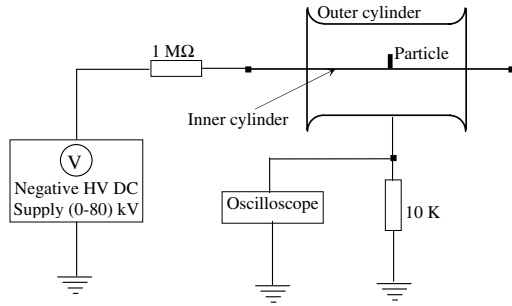 Outer cylinder
1 MΩ
Particle
Inner cylinder
V
Negative HV DC
Supply (0-80) kV
Oscilloscope
10 K